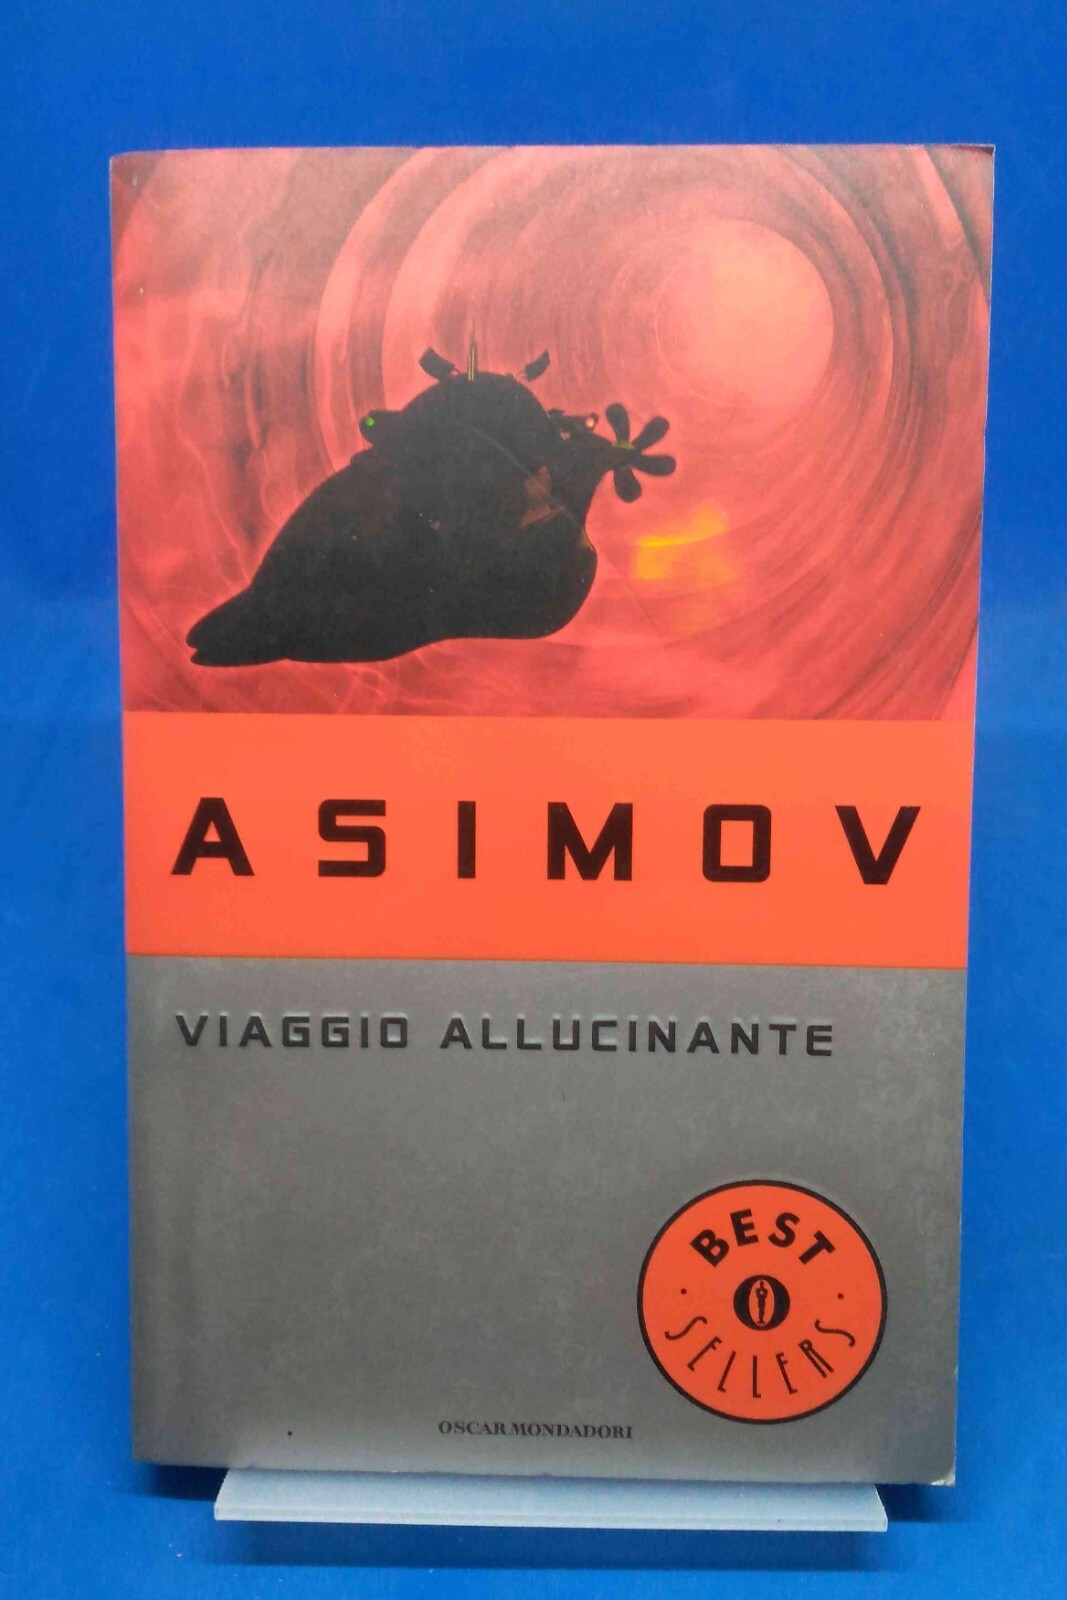 ASIMOV
VIAGGIO ALLUCINANTE
BEST
SELLERS
OSCAR MONDADORI